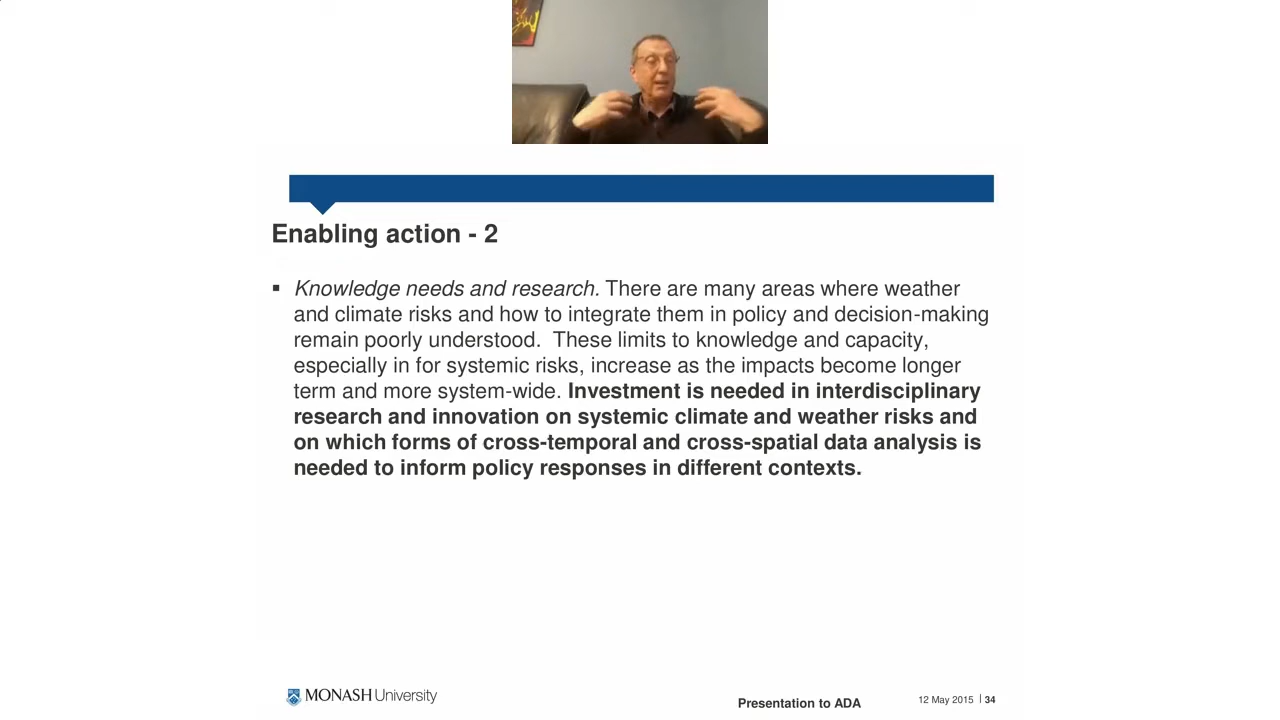 Enabling action - 2
▪ Knowledge needs and research. There are many areas where weather
and climate risks and how to integrate them in policy and decision-making
remain poorly understood.  These limits to knowledge and capacity,
especially in for systemic risks, increase as the impacts become longer
term and more system-wide. Investment is needed in interdisciplinary
research and innovation on systemic climate and weather risks and
on which forms of cross-temporal and cross-spatial data analysis is
needed to inform policy responses in different contexts.
MONASH University
Presentation to ADA
12 May 2015 | 34